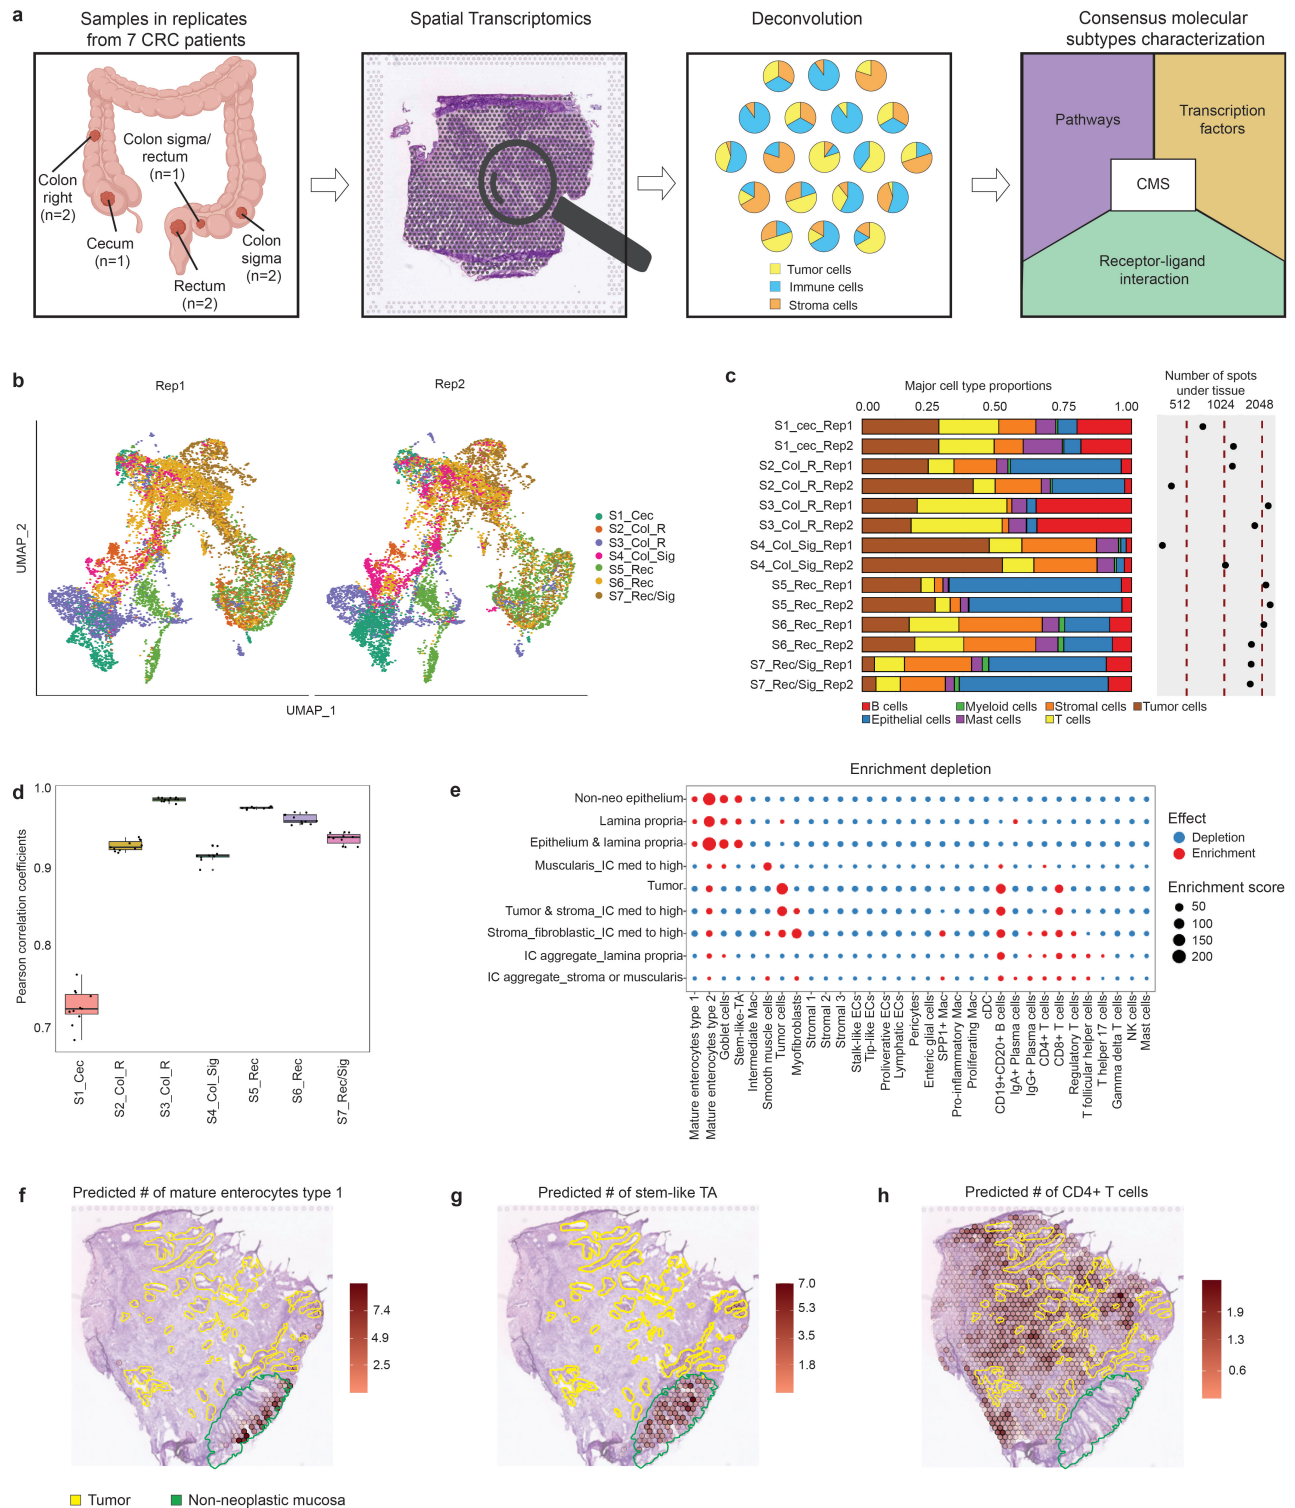 a
Samples in replicates
from 7 CRC patients
Spatial Transcriptomics
Deconvolution
Consensus molecular
subtypes characterization
Colon sigma/
rectum
(n=1)
Colon
right
(n=2)
Cecum
(n=1)
Rectum
(n=2)
Colon
sigma
(n=2)
Tumor cells
Immune cells
Stroma cells
Pathways
Transcription
factors
CMS
Receptor-ligand
interaction
b
Rep1
Rep2
UMAP_2
UMAP_1
S1_Cec
S2_Col_R
S3_Col_R
S4_Col_Sig
S5_Rec
S6_Rec
S7_Rec/Sig
c
Major cell type proportions
0.00 0.25 0.50 0.75 1.00
Number of spots
under tissue
512 1024 2048
S1_cec_Rep1
S1_cec_Rep2
S2_Col_R_Rep1
S2_Col_R_Rep2
S3_Col_R_Rep1
S3_Col_R_Rep2
S4_Col_Sig_Rep1
S4_Col_Sig_Rep2
S5_Rec_Rep1
S5_Rec_Rep2
S6_Rec_Rep1
S6_Rec_Rep2
S7_Rec/Sig_Rep1
S7_Rec/Sig_Rep2
B cells Myeloid cells Stromal cells Tumor cells
Epithelial cells Mast cells T cells
d
Pearson correlation coefficients
1.0
0.9
0.8
0.7
S1_Cec
S2_Col_R
S3_Col_R
S4_Col_Sig
S5_Rec
S6_Rec
S7_Rec/Sig
e
Enrichment depletion
Non-neo epithelium
Lamina propria
Epithelium & lamina propria
Muscularis_IC med to high
Tumor
Tumor & stroma_IC med to high
Stroma_fibroblastic_IC med to high
IC aggregate_lamina propria
IC aggregate_stroma or muscularis
Mature enterocytes type 1
Mature enterocytes type 2
Goblet cells
Stem-like-TA
Intermediate Mac
Smooth muscle cells
Tumor cells
Myofibroblasts
Stromal 1
Stromal 2
Stromal 3
Stalk-like ECs
Tip-like ECs
Proliverative ECs
Lymphatic ECs
Pericytes
Enteric glial cells
SPP1+ Mac
Pro-inflammatory Mac
Proliferating Mac
cDC
CD19+CD20+ B cells
IgA+ Plasma cells
IgG+ Plasma cells
CD4+ T cells
CD8+ T cells
Regulatory T cells
T follicular helper cells
T helper 17 cells
Gamma delta T cells
NK cells
Mast cells
Effect
Depletion
Enrichment
Enrichment score
50
100
150
200
f
Predicted # of mature enterocytes type 1
7.4
4.9
2.5
g
Predicted # of stem-like TA
7.0
5.3
3.5
1.8
h
Predicted # of CD4+ T cells
1.9
1.3
0.6
Tumor
Non-neoplastic mucosa